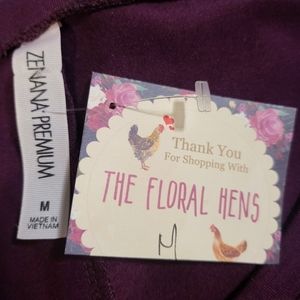 ZENANA·PREMIUM
M
MADE IN
VIETNAM
Thank You
For Shopping With
THE FLORAL HENS
M